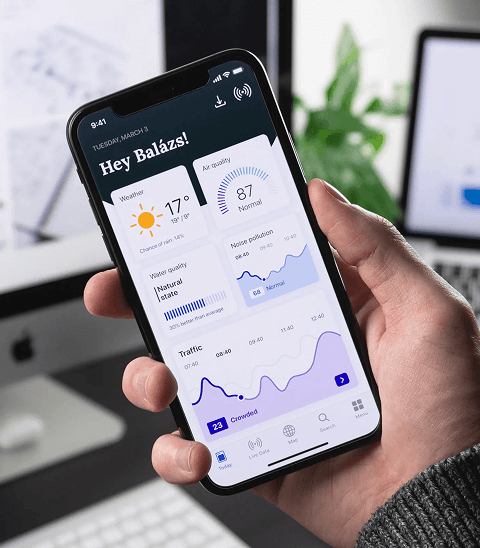 9:41
TUESDAY, MARCH 3
Hey Balázs!
Weather
17°
19° / 9°
Chance of rain 14%
Air quality
87
Normal
Water quality
Natural
state
30% better than average
Noise pollution
08:40 09:40
68 Normal
Traffic
07:40 08:40 09:40 11:40 12:40
23 Crowded
Today
Live Data
Map
Search
Menu